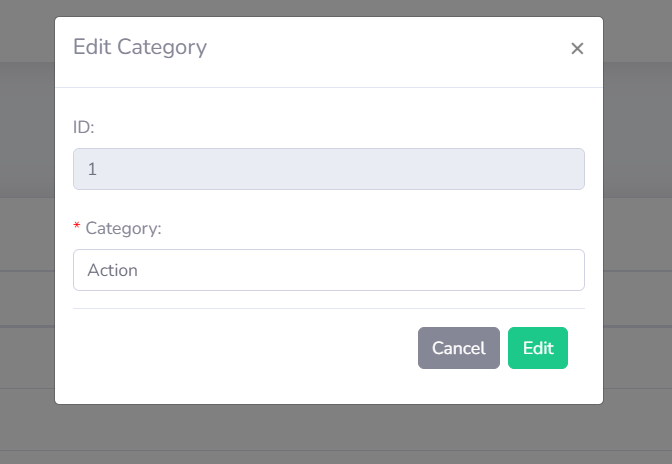 Edit Category ×
ID:
1
* Category:
Action
Cancel Edit